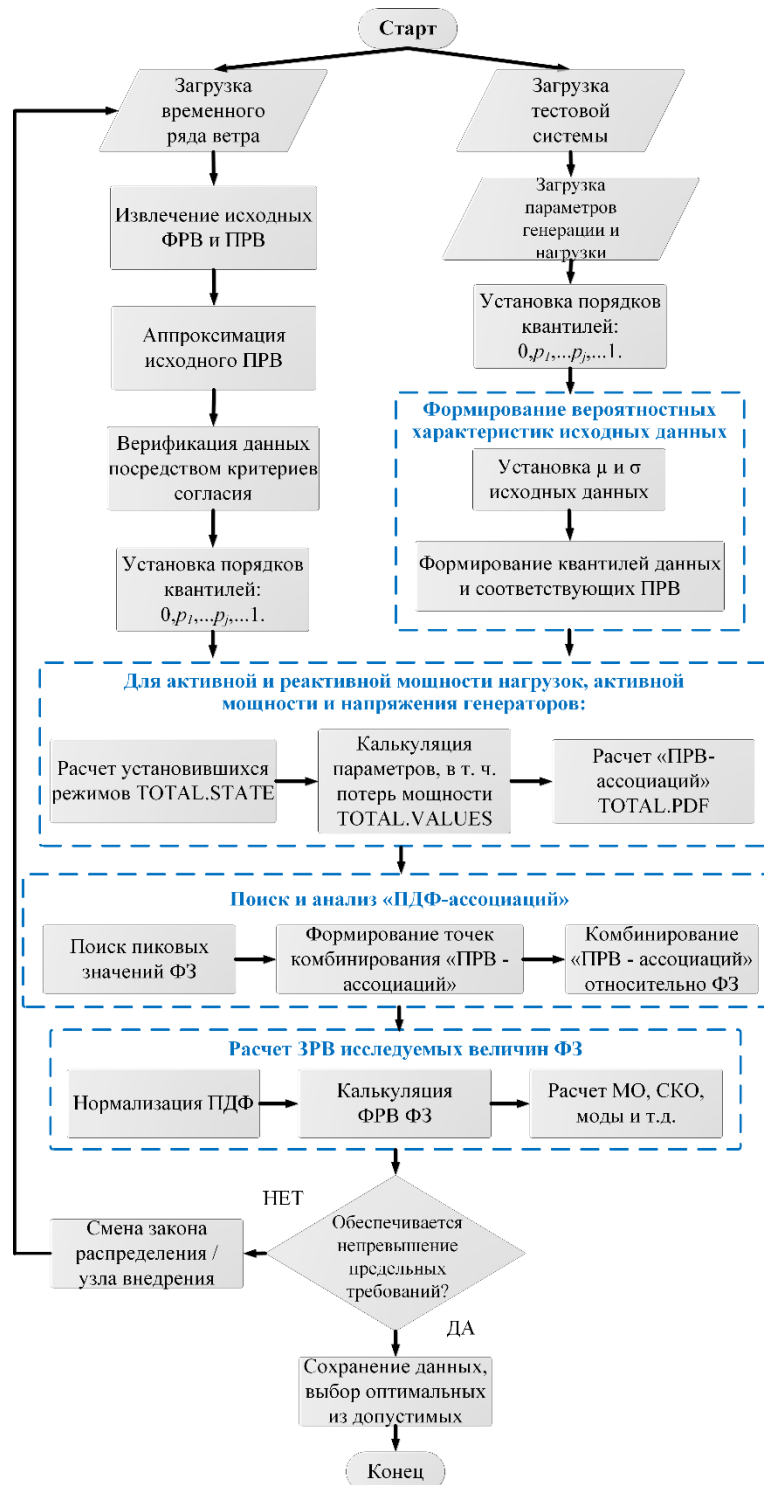 Старт
Загрузка
временного
ряда ветра
Загрузка
тестовой
системы
Извлечение исходных
ФРВ и ПРВ
Загрузка
параметров
генерации и
нагрузки
Аппроксимация
исходного ПРВ
Установка порядков
квантилей:
0,p1,...pj,...1.
Верификация данных
посредством критериев
согласия
Формирование вероятностных
характеристик исходных данных
Установка μ и σ
исходных данных
Установка порядков
квантилей:
0,p1,...pj,...1.
Формирование квантилей данных
и соответствующих ПРВ
Для активной и реактивной мощности нагрузок, активной
мощности и напряжения генераторов:
Расчет установившихся
режимов TOTAL.STATE
Калькуляция
параметров, в т. ч.
потерь мощности
TOTAL.VALUES
Расчет «ПРВ-
ассоциаций»
TOTAL.PDF
Поиск и анализ «ПДФ-ассоциаций»
Поиск пиковых
значений ФЗ
Формирование точек
комбинирования «ПРВ -
ассоциаций»
Комбинирование
«ПРВ - ассоциаций»
относительно ФЗ
Расчет ЗРВ исследуемых величин ФЗ
Нормализация ПДФ
Калькуляция
ФРВ ФЗ
Расчет МО, СКО,
моды и т.д.
НЕТ
Смена закона
распределения /
узла внедрения
Обеспечивается
непревышение
предельных
требований?
ДА
Сохранение данных,
выбор оптимальных
из допустимых
Конец